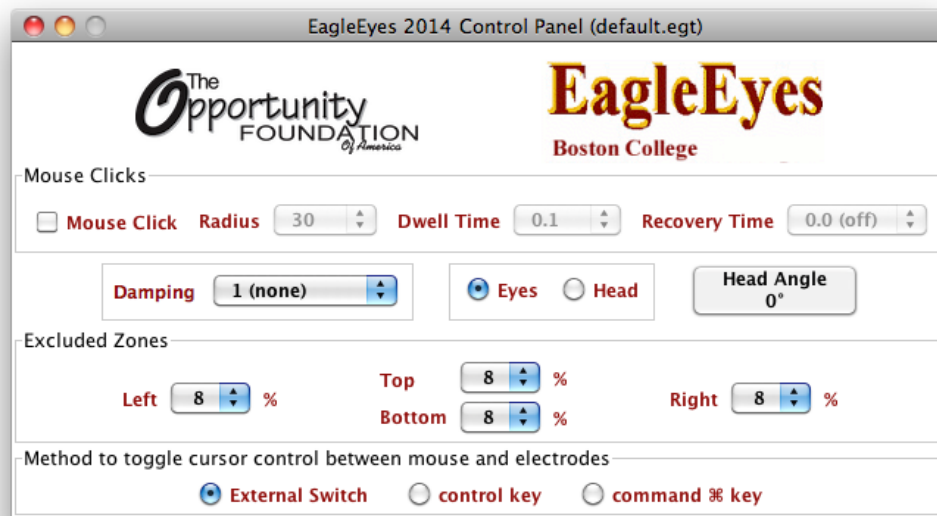 EagleEyes 2014 Control Panel (default.egt)
The
Opportunity
FOUNDATION
Of America
EagleEyes
Boston College
Mouse Clicks
Mouse Click Radius 30 Dwell Time 0.1 Recovery Time 0.0 (off)
Damping 1 (none) Eyes Head Head Angle
0°
Excluded Zones
Top 8 %
Left 8 % Right 8 %
Bottom 8 %
Method to toggle cursor control between mouse and electrodes
External Switch control key command ⌘ key